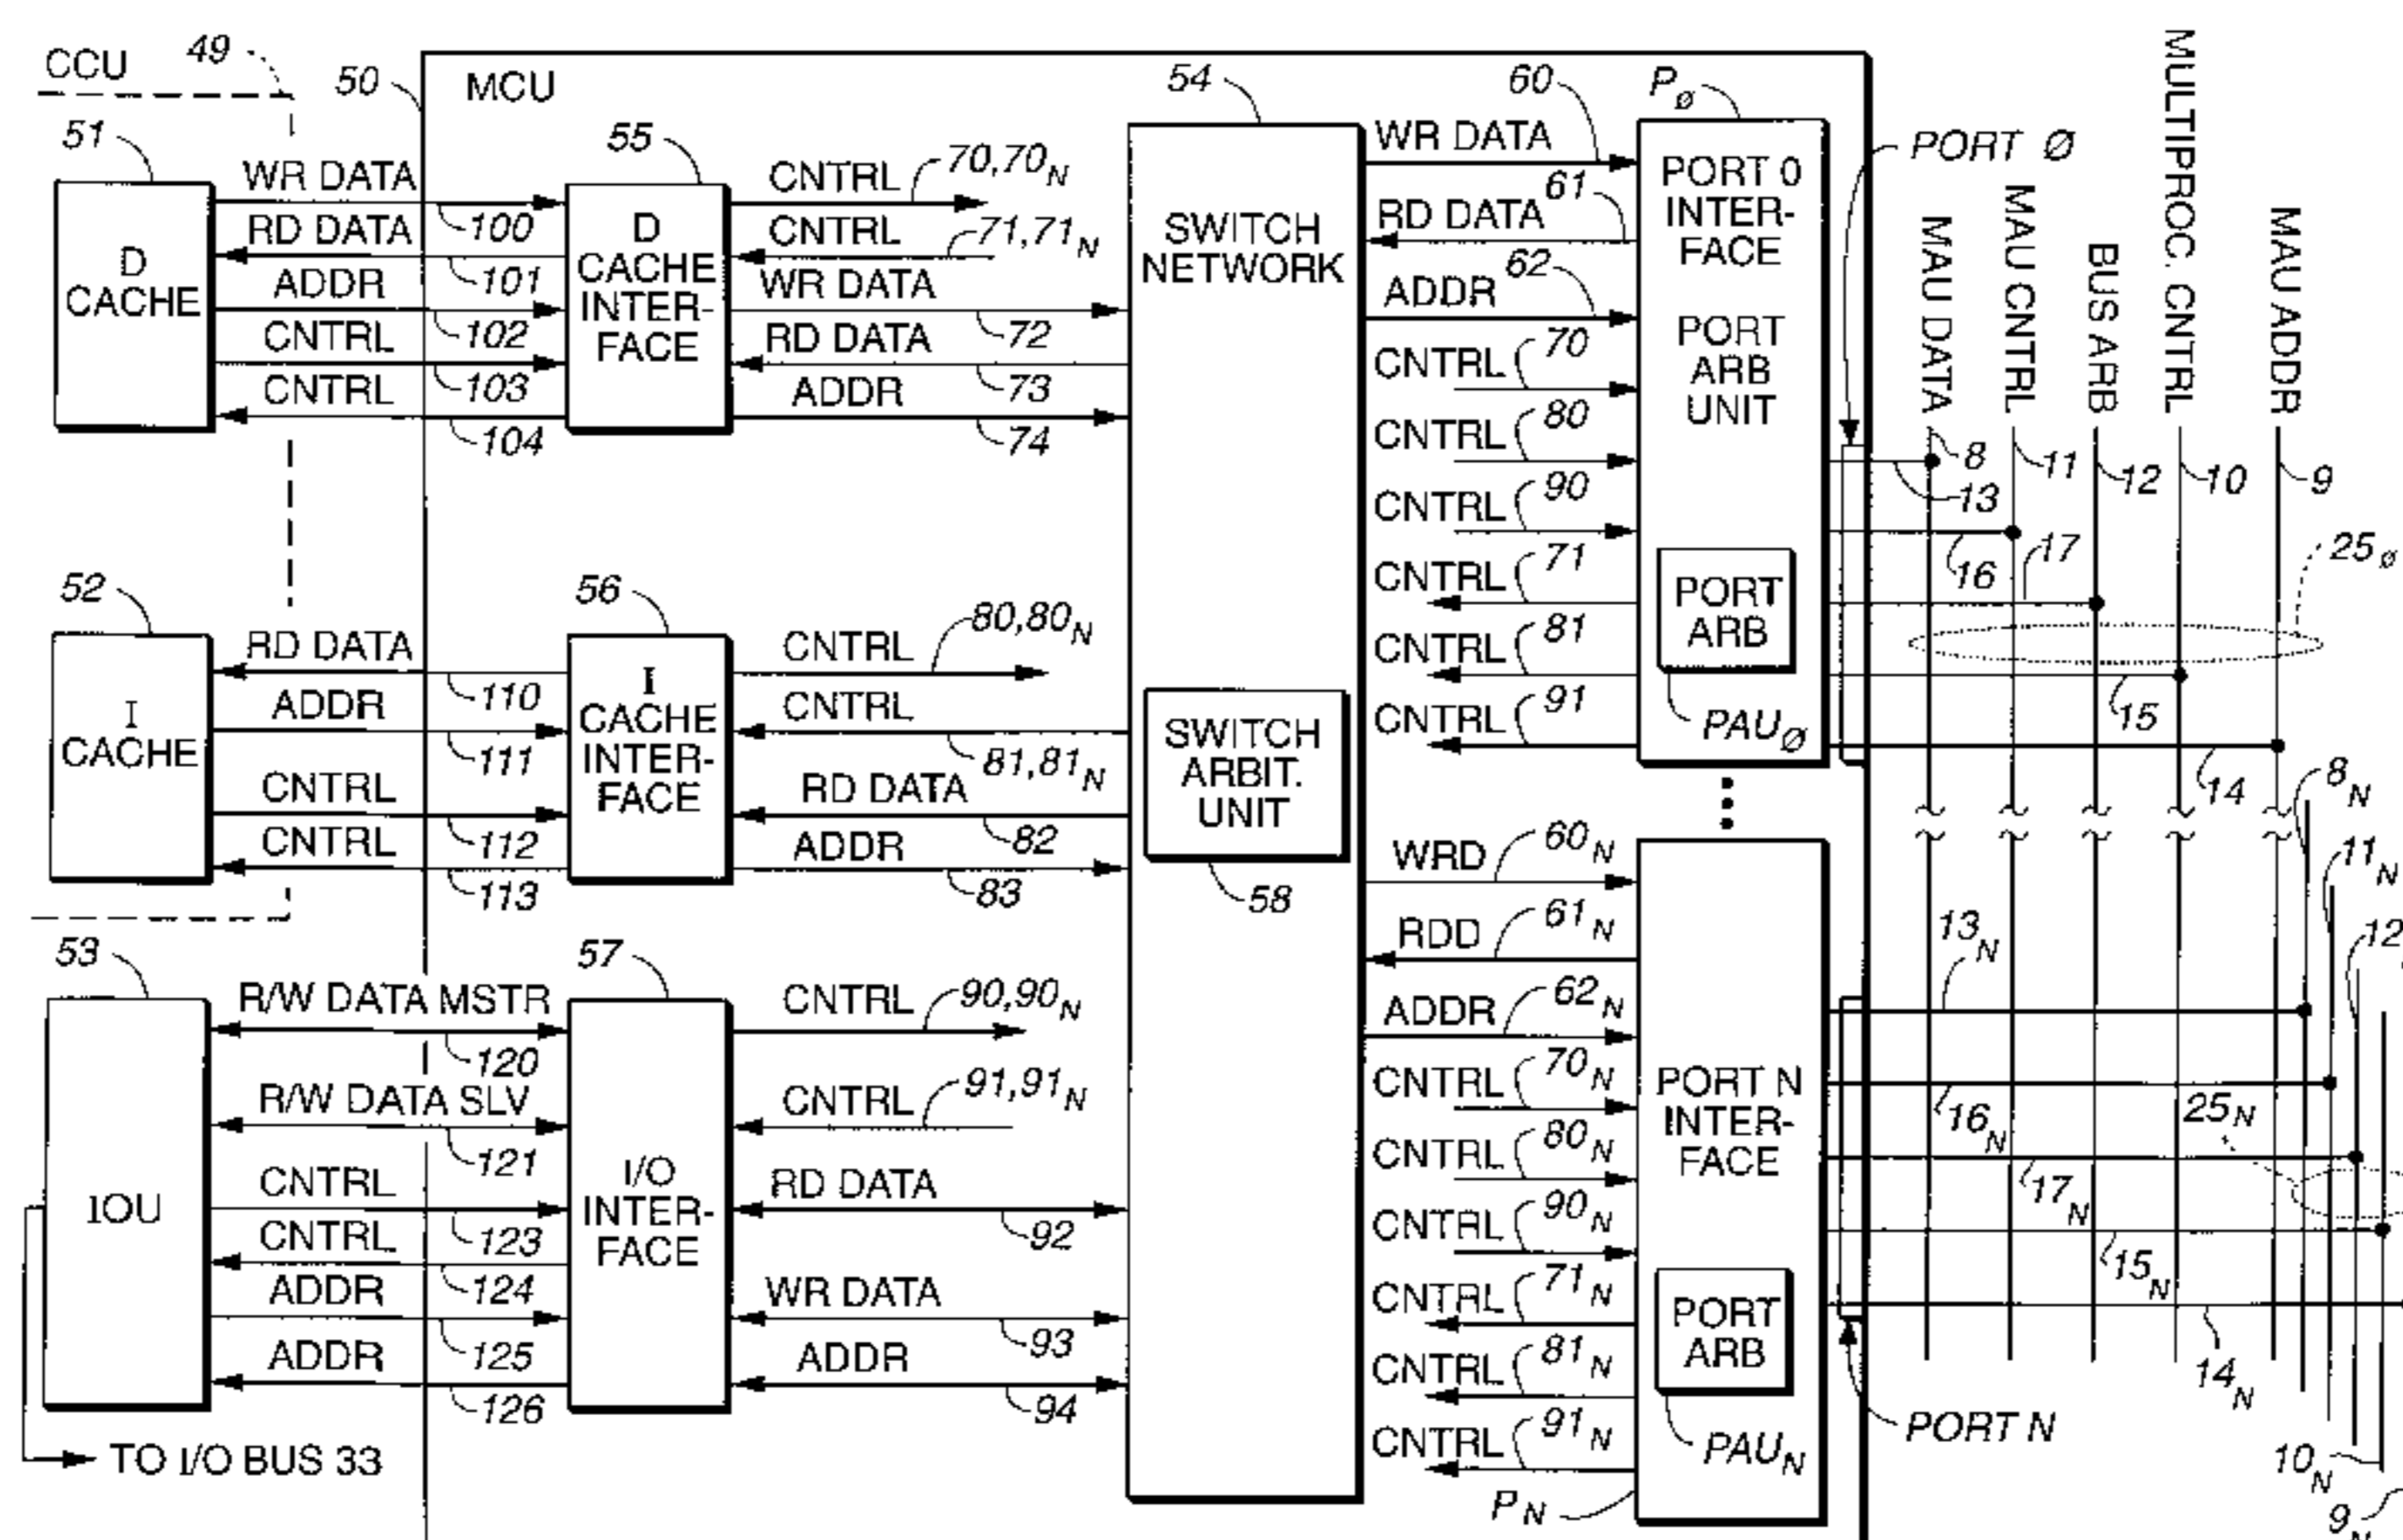 CCU
49
50
MCU
51
D
CACHE
WR DATA
100
RD DATA
101
ADDR
102
CNTRL
103
CNTRL
104
55
D
CACHE
INTER-
FACE
CNTRL
70,70N
CNTRL
71,71N
WR DATA
72
RD DATA
73
ADDR
74
52
I
CACHE
RD DATA
110
ADDR
111
CNTRL
112
CNTRL
113
56
I
CACHE
INTER-
FACE
CNTRL
80,80N
CNTRL
81,81N
RD DATA
82
ADDR
83
53
IOU
R/W DATA MSTR
120
R/W DATA SLV
121
CNTRL
123
CNTRL
124
ADDR
125
ADDR
126
TO I/O BUS 33
57
I/O
INTER-
FACE
CNTRL
90,90N
CNTRL
91,91N
RD DATA
92
WR DATA
93
ADDR
94
54
SWITCH
NETWORK
SWITCH
ARBIT.
UNIT
58
WR DATA
60
RD DATA
61
ADDR
62
CNTRL
70
CNTRL
80
CNTRL
90
CNTRL
71
CNTRL
81
CNTRL
91
PØ
PORT 0
INTER-
FACE
PORT
ARB
UNIT
PORT
ARB
PAUØ
PORT Ø
WRD
60N
RDD
61N
ADDR
62N
CNTRL
70N
CNTRL
80N
CNTRL
90N
CNTRL
71N
CNTRL
81N
CNTRL
91N
PORT N
INTER-
FACE
PORT
ARB
PAUN
PN
PORT N
MAU DATA
MAU CNTRL
BUS ARB
MULTIPROC. CNTRL
MAU ADDR
8
11
12
10
9
13
16
17
25Ø
15
14
8N
11N
12
13N
16N
25N
17N
15N
14N
10N
9N